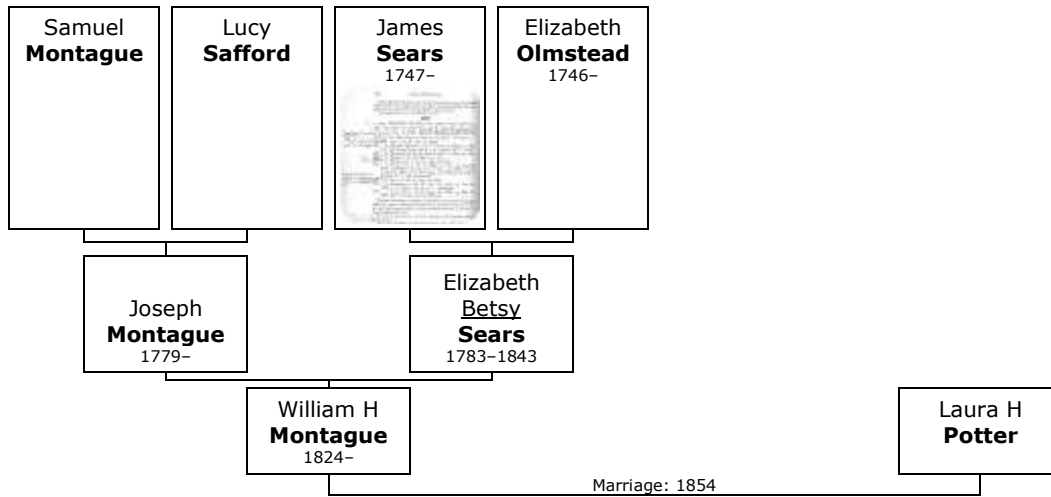 Samuel
Montague
Lucy
Safford
James
Sears
1747–
Elizabeth
Olmstead
1746–
Joseph
Montague
1779–
Elizabeth
Betsy
Sears
1783–1843
William H
Montague
1824–
Laura H
Potter
Marriage: 1854